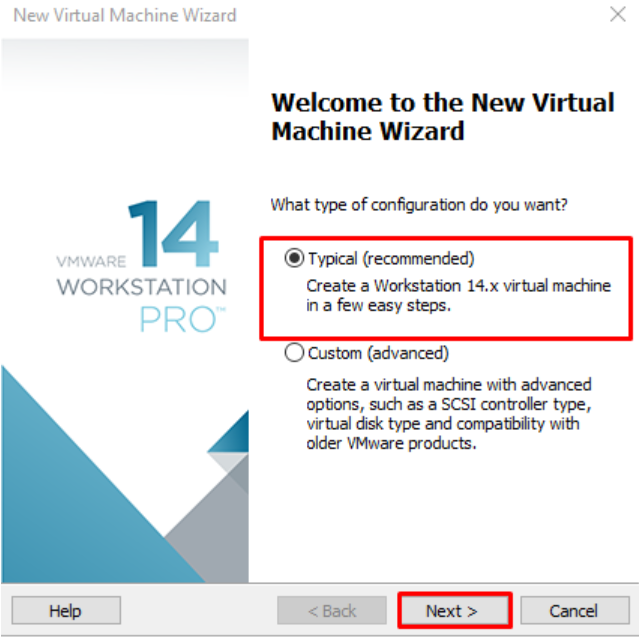 New Virtual Machine Wizard
Welcome to the New Virtual
Machine Wizard
What type of configuration do you want?
14
VMWARE
WORKSTATION
PRO™
Typical (recommended)
Create a Workstation 14.x virtual machine
in a few easy steps.
Custom (advanced)
Create a virtual machine with advanced
options, such as a SCSI controller type,
virtual disk type and compatibility with
older VMware products.
Help
< Back
Next >
Cancel